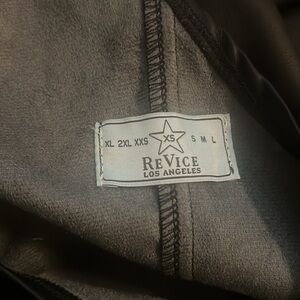 XL 2XL XXS XS S M L
REVICE
LOS ANGELES